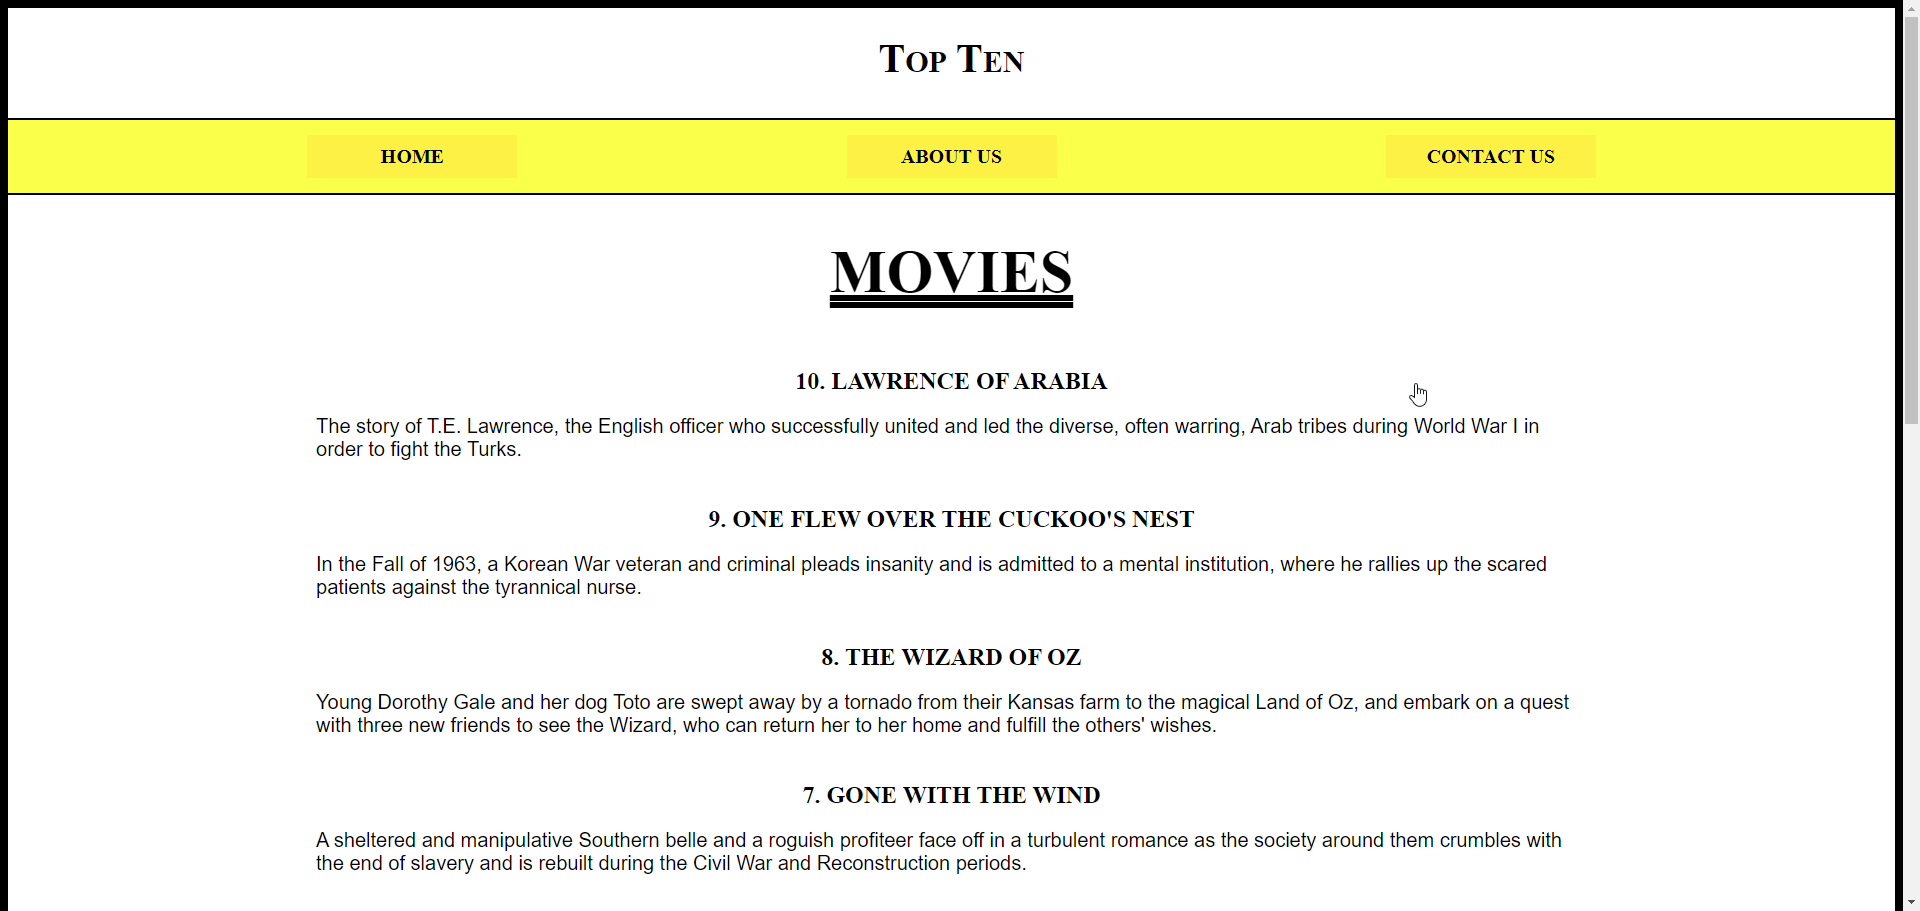 Top Ten
HOME
ABOUT US
CONTACT US
MOVIES
10. LAWRENCE OF ARABIA
The story of T.E. Lawrence, the English officer who successfully united and led the diverse, often warring, Arab tribes during World War I in
order to fight the Turks.
9. ONE FLEW OVER THE CUCKOO'S NEST
In the Fall of 1963, a Korean War veteran and criminal pleads insanity and is admitted to a mental institution, where he rallies up the scared
patients against the tyrannical nurse.
8. THE WIZARD OF OZ
Young Dorothy Gale and her dog Toto are swept away by a tornado from their Kansas farm to the magical Land of Oz, and embark on a quest
with three new friends to see the Wizard, who can return her to her home and fulfill the others' wishes.
7. GONE WITH THE WIND
A sheltered and manipulative Southern belle and a roguish profiteer face off in a turbulent romance as the society around them crumbles with
the end of slavery and is rebuilt during the Civil War and Reconstruction periods.